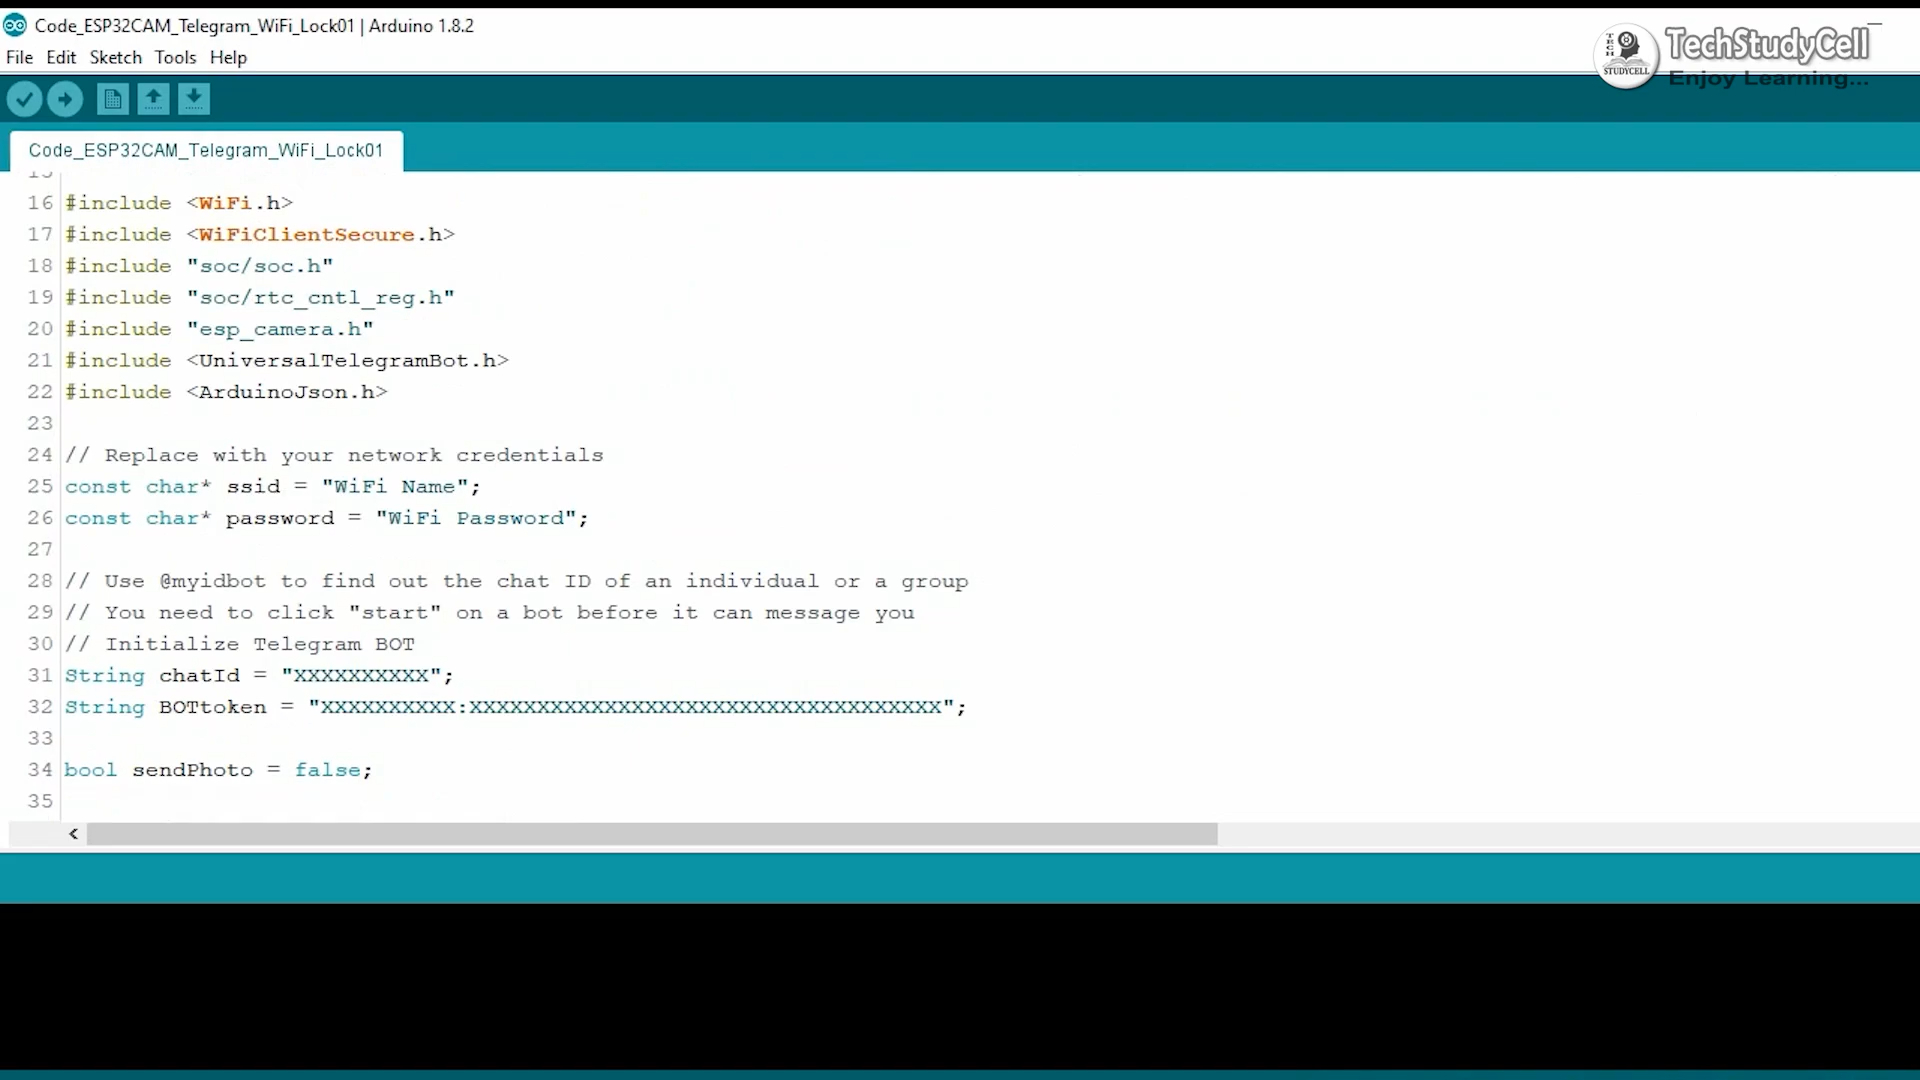 Code_ESP32CAM_Telegram_WiFi_Lock01 | Arduino 1.8.2
File Edit Sketch Tools Help
TECH STUDYCELL
TechStudyCell
Enjoy Learning...
Code_ESP32CAM_Telegram_WiFi_Lock01
15
16 #include <WiFi.h>
17 #include <WiFiClientSecure.h>
18 #include "soc/soc.h"
19 #include "soc/rtc_cntl_reg.h"
20 #include "esp_camera.h"
21 #include <UniversalTelegramBot.h>
22 #include <ArduinoJson.h>
23
24 // Replace with your network credentials
25 const char* ssid = "WiFi Name";
26 const char* password = "WiFi Password";
27
28 // Use @myidbot to find out the chat ID of an individual or a group
29 // You need to click "start" on a bot before it can message you
30 // Initialize Telegram BOT
31 String chatId = "XXXXXXXXXX";
32 String BOTtoken = "XXXXXXXXXX:XXXXXXXXXXXXXXXXXXXXXXXXXXXXXXXXXXX";
33
34 bool sendPhoto = false;
35